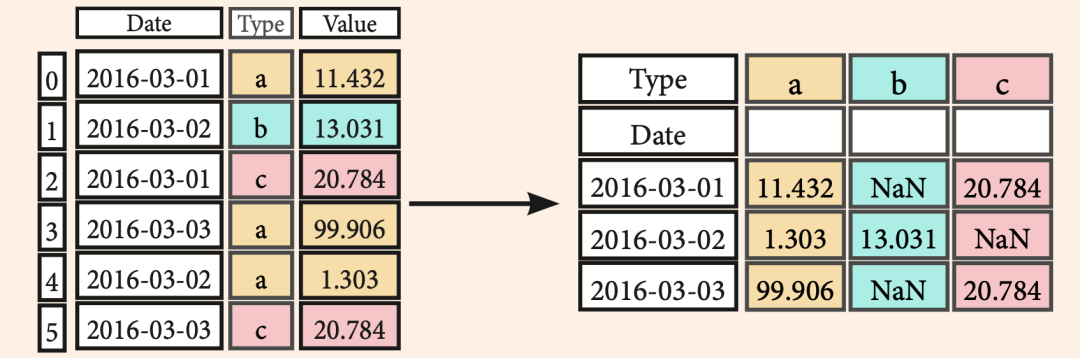 Date Type Value
0 2016-03-01 a 11.432
1 2016-03-02 b 13.031
2 2016-03-01 c 20.784
3 2016-03-03 a 99.906
4 2016-03-02 a 1.303
5 2016-03-03 c 20.784
Type a b c
Date
2016-03-01 11.432 NaN 20.784
2016-03-02 1.303 13.031 NaN
2016-03-03 99.906 NaN 20.784